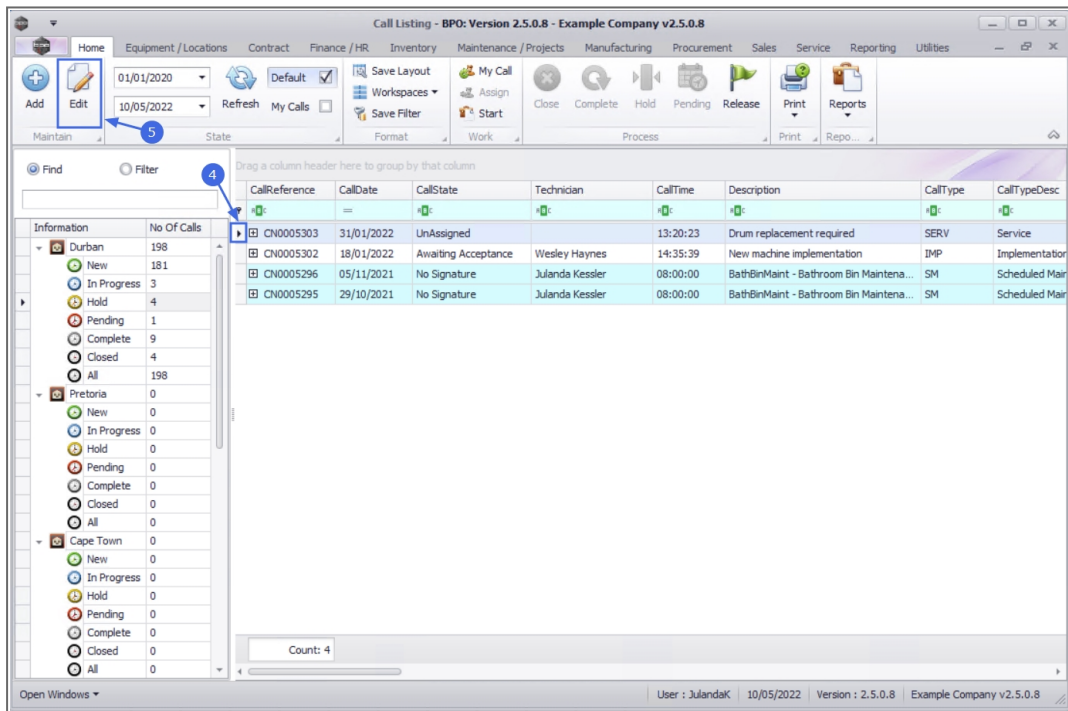 Call Listing - BPO: Version 2.5.0.8 - Example Company v2.5.0.8
Home Equipment / Locations Contract Finance / HR Inventory Maintenance / Projects Manufacturing Procurement Sales Service Reporting Utilities
Add Edit 01/01/2020 10/05/2022 Refresh Default My Calls Save Layout Workspaces Save Filter My Call Assign Start Close Complete Hold Pending Release Print Reports
Maintain State Format Work Process Print Repo...
5
4
Find Filter
Drag a column header here to group by that column
CallReference CallDate CallState Technician CallTime Description CallType CallTypeDesc
CN0005303 31/01/2022 UnAssigned 13:20:23 Drum replacement required SERV Service
CN0005302 18/01/2022 Awaiting Acceptance Wesley Haynes 14:35:39 New machine implementation IMP Implementation
CN0005296 05/11/2021 No Signature Julanda Kessler 08:00:00 BathBinMaint - Bathroom Bin Maintena... SM Scheduled Mair
CN0005295 29/10/2021 No Signature Julanda Kessler 08:00:00 BathBinMaint - Bathroom Bin Maintena... SM Scheduled Mair
Information No Of Calls
Durban 198
New 181
In Progress 3
Hold 4
Pending 1
Complete 9
Closed 4
All 198
Pretoria 0
New 0
In Progress 0
Hold 0
Pending 0
Complete 0
Closed 0
All 0
Cape Town 0
New 0
In Progress 0
Hold 0
Pending 0
Complete 0
Closed 0
All 0
Count: 4
Open Windows User : JulandaK 10/05/2022 Version : 2.5.0.8 Example Company v2.5.0.8